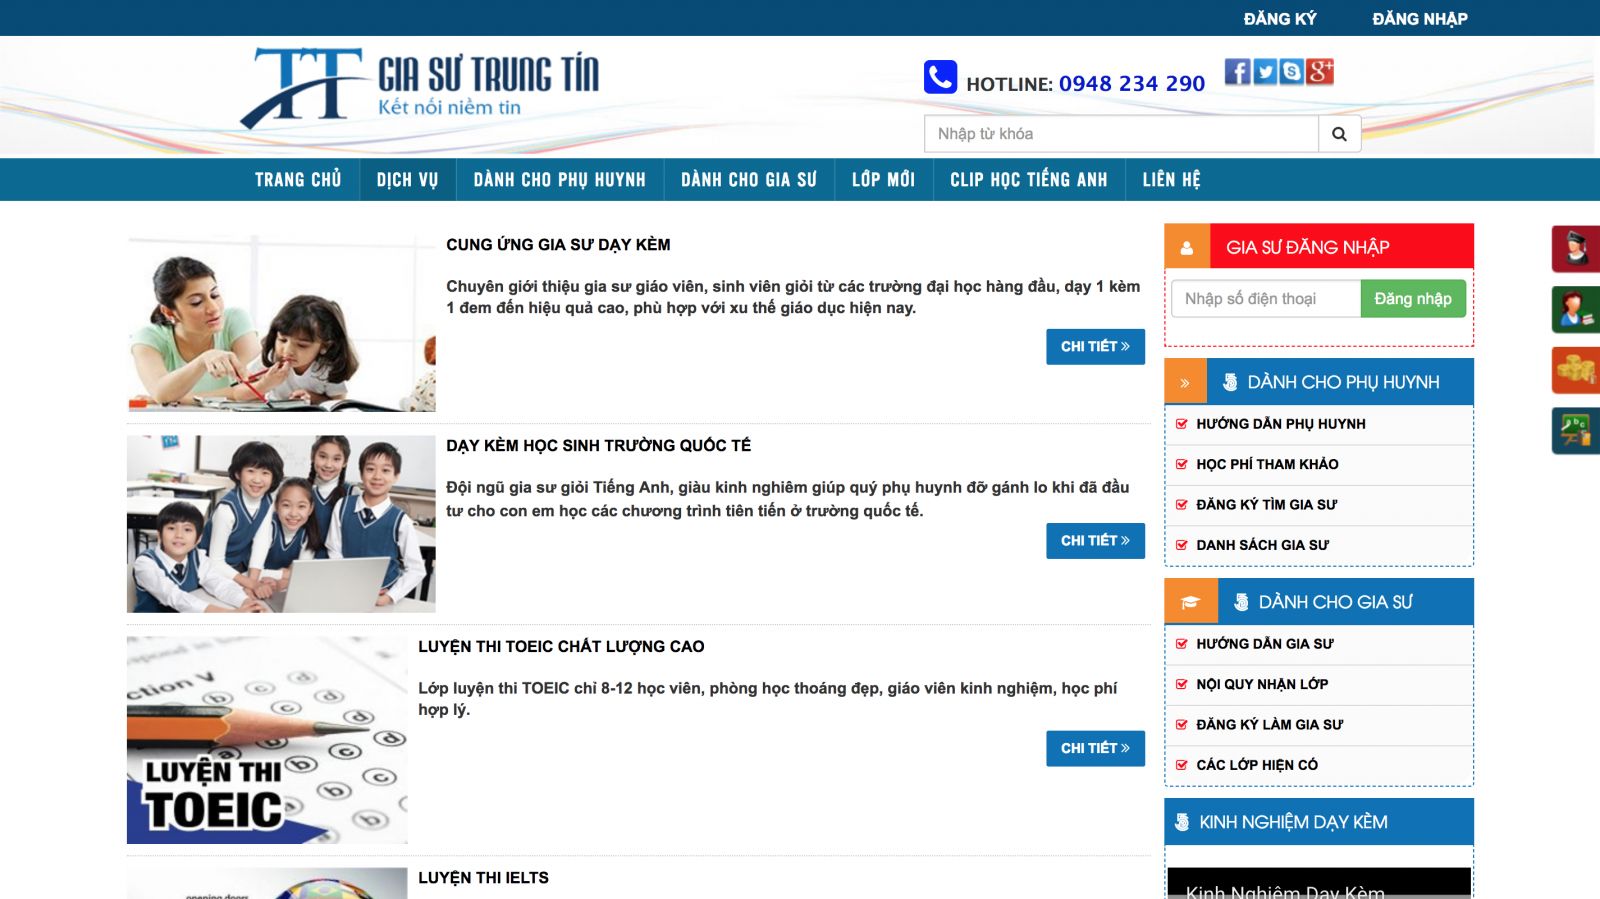 ĐĂNG KÝ
ĐĂNG NHẬP
TT
GIA SƯ TRUNG TÍN
Kết nối niềm tin
HOTLINE: 0948 234 290
Nhập từ khóa
TRANG CHỦ
DỊCH VỤ
DÀNH CHO PHỤ HUYNH
DÀNH CHO GIA SƯ
LỚP MỚI
CLIP HỌC TIẾNG ANH
LIÊN HỆ
CUNG ỨNG GIA SƯ DẠY KÈM
Chuyên giới thiệu gia sư giáo viên, sinh viên giỏi từ các trường đại học hàng đầu, dạy 1 kèm
1 đem đến hiệu quả cao, phù hợp với xu thế giáo dục hiện nay.
CHI TIẾT »
DẠY KÈM HỌC SINH TRƯỜNG QUỐC TẾ
Đội ngũ gia sư giỏi Tiếng Anh, giàu kinh nghiêm giúp quý phụ huynh đỡ gánh lo khi đã đầu
tư cho con em học các chương trình tiên tiến ở trường quốc tế.
CHI TIẾT »
ction V
LUYỆN THI
TOEIC
LUYỆN THI TOEIC CHẤT LƯỢNG CAO
Lớp luyện thi TOEIC chỉ 8-12 học viên, phòng học thoáng đẹp, giáo viên kinh nghiệm, học phí
hợp lý.
CHI TIẾT »
opening doors
LUYỆN THI IELTS
GIA SƯ ĐĂNG NHẬP
Nhập số điện thoại
Đăng nhập
DÀNH CHO PHỤ HUYNH
HƯỚNG DẪN PHỤ HUYNH
HỌC PHÍ THAM KHẢO
ĐĂNG KÝ TÌM GIA SƯ
DANH SÁCH GIA SƯ
DÀNH CHO GIA SƯ
HƯỚNG DẪN GIA SƯ
NỘI QUY NHẬN LỚP
ĐĂNG KÝ LÀM GIA SƯ
CÁC LỚP HIỆN CÓ
KINH NGHIỆM DẠY KÈM
Kinh Nghiệm Dạy Kèm